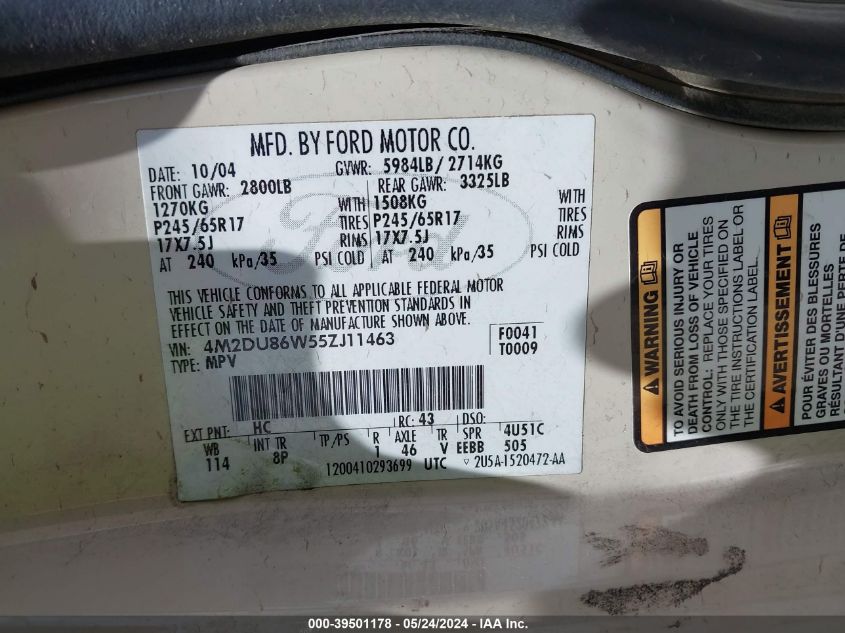 MFD. BY FORD MOTOR CO.
DATE: 10/04 GVWR: 5984LB/ 2714KG
FRONT GAWR: 2800LB REAR GAWR: 3325LB
1270KG WITH 1508KG WITH
P245/65R17 TIRES P245/65R17 TIRES
17X7.5J RIMS 17X7.5J RIMS
AT 240 kPa/35 PSI COLD AT 240 kPa/35 PSI COLD
Ford
THIS VEHICLE CONFORMS TO ALL APPLICABLE FEDERAL MOTOR
VEHICLE SAFETY AND THEFT PREVENTION STANDARDS IN
EFFECT ON THE DATE OF MANUFACTURE SHOWN ABOVE.
VIN: 4M2DU86W55ZJ11463 F0041
TYPE: MPV T0009
EXT PNT: HC RC: 43 DSO:
WB INT TR TP/PS R AXLE TR SPR 4U51C
114 8P 1 46 V EEBB 505
1200410293699 UTC 2U5A-1520472-AA
WARNING
TO AVOID SERIOUS INJURY OR
DEATH FROM LOSS OF VEHICLE
CONTROL: REPLACE YOUR TIRES
ONLY WITH THOSE SPECIFIED ON
THE TIRE INSTRUCTIONS LABEL OR
THE CERTIFICATION LABEL.
AVERTISSEMENT
POUR ÉVITER DES BLESSURES
GRAVES OU MORTELLES
RÉSULTANT D'UNE
000-39501178 - 05/24/2024 - IAA Inc.